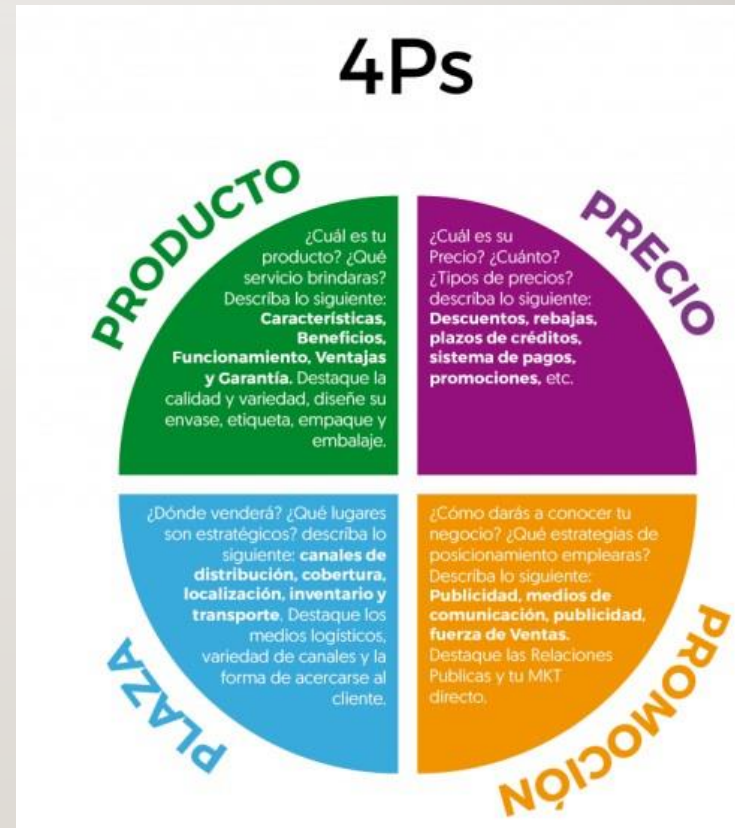 4Ps
PRODUCTO
¿Cuál es tu
producto? ¿Qué
servicio brindaras?
Describa lo siguiente:
Características,
Beneficios,
Funcionamiento, Ventajas
y Garantía. Destaque la
calidad y variedad, diseñe su
envase, etiqueta, empaque y
embalaje.
PRECIO
¿Cuál es su
Precio? ¿Cuánto?
¿Tipos de precios?
describa lo siguiente:
Descuentos, rebajas,
plazos de créditos,
sistema de pagos,
promociones, etc.
PLAZA
¿Dónde venderá? ¿Qué lugares
son estratégicos? describa lo
siguiente: canales de
distribución, cobertura,
localización, inventario y
transporte. Destaque los
medios logísticos,
variedad de canales y la
forma de acercarse al
cliente.
PROMOCIÓN
¿Cómo darás a conocer tu
negocio? ¿Qué estrategias de
posicionamiento emplearas?
Describa lo siguiente:
Publicidad, medios de
comunicación, publicidad,
fuerza de Ventas.
Destaque las Relaciones
Publicas y tu MKT
directo.